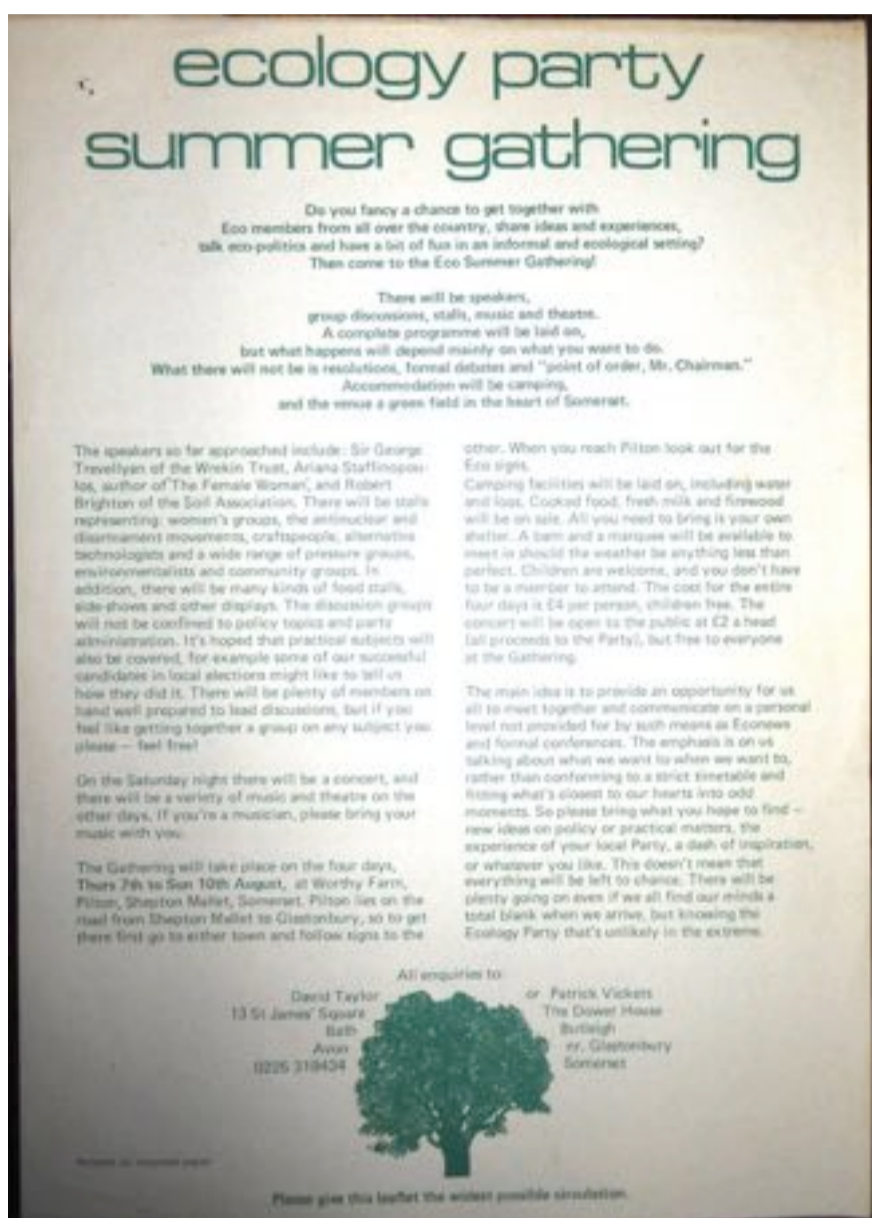 ecology party
summer gathering
Do you fancy a chance to get together with
Eco members from all over the country, share ideas and experiences,
talk eco-politics and have a bit of fun in an informal and ecological setting?
Then come to the Eco Summer Gathering!
There will be speakers,
group discussions, stalls, music and theatre.
A complete programme will be laid on,
but what happens will depend mainly on what you want to do.
What there will not be is resolutions, formal debates and "point of order, Mr. Chairman."
Accommodation will be camping,
and the venue a green field in the heart of Somerset.
The speakers so far approached include: Sir George
Trevellyan of the Wrekin Trust, Ariana Staffinopou-
los, author of 'The Female Woman', and Robert
Brighton of the Soil Association. There will be stalls
representing: women's groups, the antinuclear and
disarmament movements, craftspeople, alternative
technologists and a wide range of pressure groups,
environmentalists and community groups. In
addition, there will be many kinds of food stalls,
side-shows and other displays. The discussion groups
will not be confined to policy topics and party
administration. It's hoped that practical subjects will
also be covered, for example some of our successful
candidates in local elections might like to tell us
how they did it. There will be plenty of members on
hand well prepared to lead discussions, but if you
feel like getting together a group on any subject you
please — feel free!
On the Saturday night there will be a concert, and
there will be a variety of music and theatre on the
other days. If you're a musician, please bring your
music with you.
The Gathering will take place on the four days,
Thurs 7th to Sun 10th August, at Worthy Farm,
Pilton, Shepton Mallet, Somerset. Pilton lies on the
road from Shepton Mallet to Glastonbury, so to get
there first go to either town and follow signs to the
other. When you reach Pilton look out for the
Eco signs.
Camping facilities will be laid on, including water
and loos. Cooked food, fresh milk and firewood
will be on sale. All you need to bring is your own
shelter. A barn and a marquee will be available to
meet in should the weather be anything less than
perfect. Children are welcome, and you don't have
to be a member to attend. The cost for the entire
four days is £4 per person, children free. The
concert will be open to the public at £2 a head
(all proceeds to the Party), but free to everyone
at the Gathering.
The main idea is to provide an opportunity for us
all to meet together and communicate on a personal
level not provided for by such means as Econews
and formal conferences. The emphasis is on us
talking about what we want to when we want to,
rather than conforming to a strict timetable and
fitting what's closest to our hearts into odd
moments. So please bring what you hope to find —
new ideas on policy or practical matters, the
experience of your local Party, a dash of inspiration,
or whatever you like. This doesn't mean that
everything will be left to chance. There will be
plenty going on even if we all find our minds a
total blank when we arrive, but knowing the
Ecology Party that's unlikely in the extreme.
All enquiries to:
David Taylor
13 St James' Square
Bath
Avon
0225 319434
or Patrick Vickers
The Dower House
Butleigh
nr. Glastonbury
Somerset
Printed on recycled paper
Please give this leaflet the widest possible circulation.